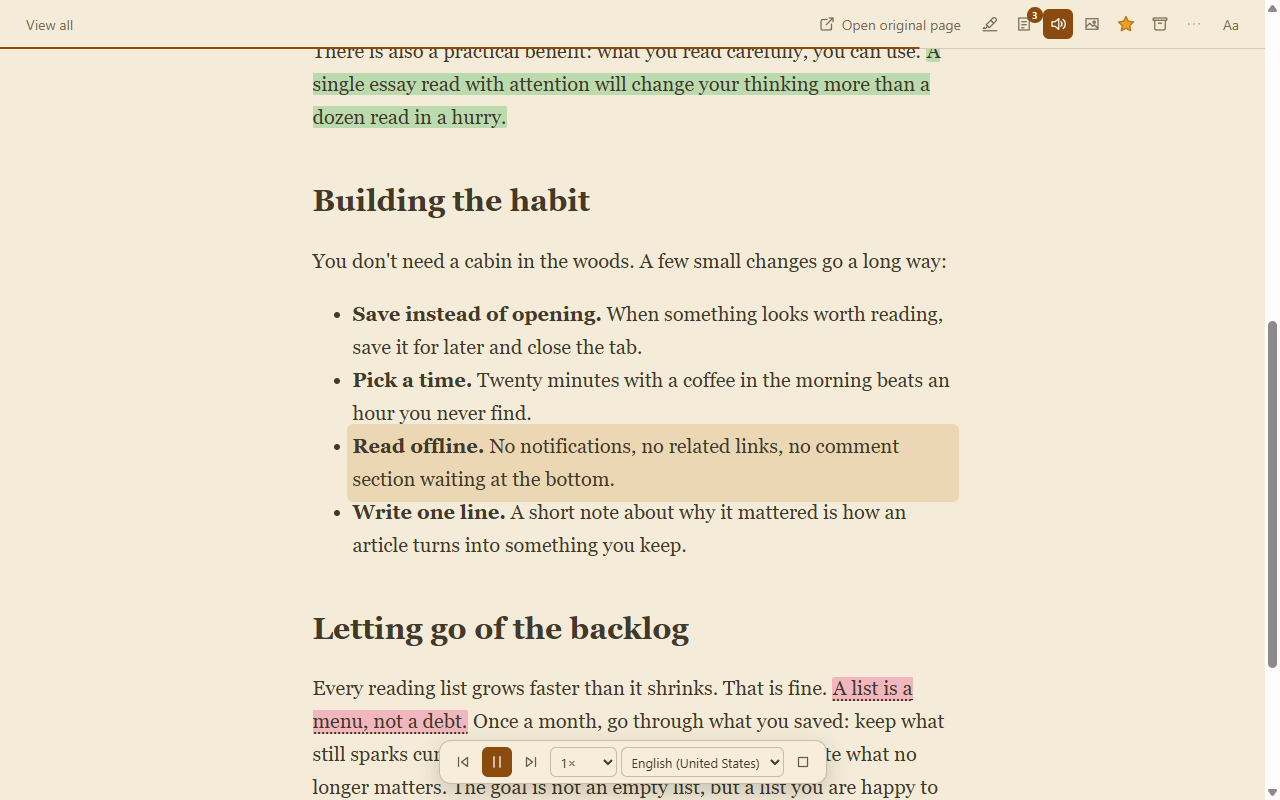 View all
Open original page
3
Aa
There is also a practical benefit: what you read carefully, you can use. A
single essay read with attention will change your thinking more than a
dozen read in a hurry.
Building the habit
You don't need a cabin in the woods. A few small changes go a long way:
• Save instead of opening. When something looks worth reading,
save it for later and close the tab.
• Pick a time. Twenty minutes with a coffee in the morning beats an
hour you never find.
• Read offline. No notifications, no related links, no comment
section waiting at the bottom.
• Write one line. A short note about why it mattered is how an
article turns into something you keep.
Letting go of the backlog
Every reading list grows faster than it shrinks. That is fine. A list is a
menu, not a debt. Once a month, go through what you saved: keep what
still sparks what no
longer matters. The goal is not an empty list, but a list you are happy to
1×
English (United States)